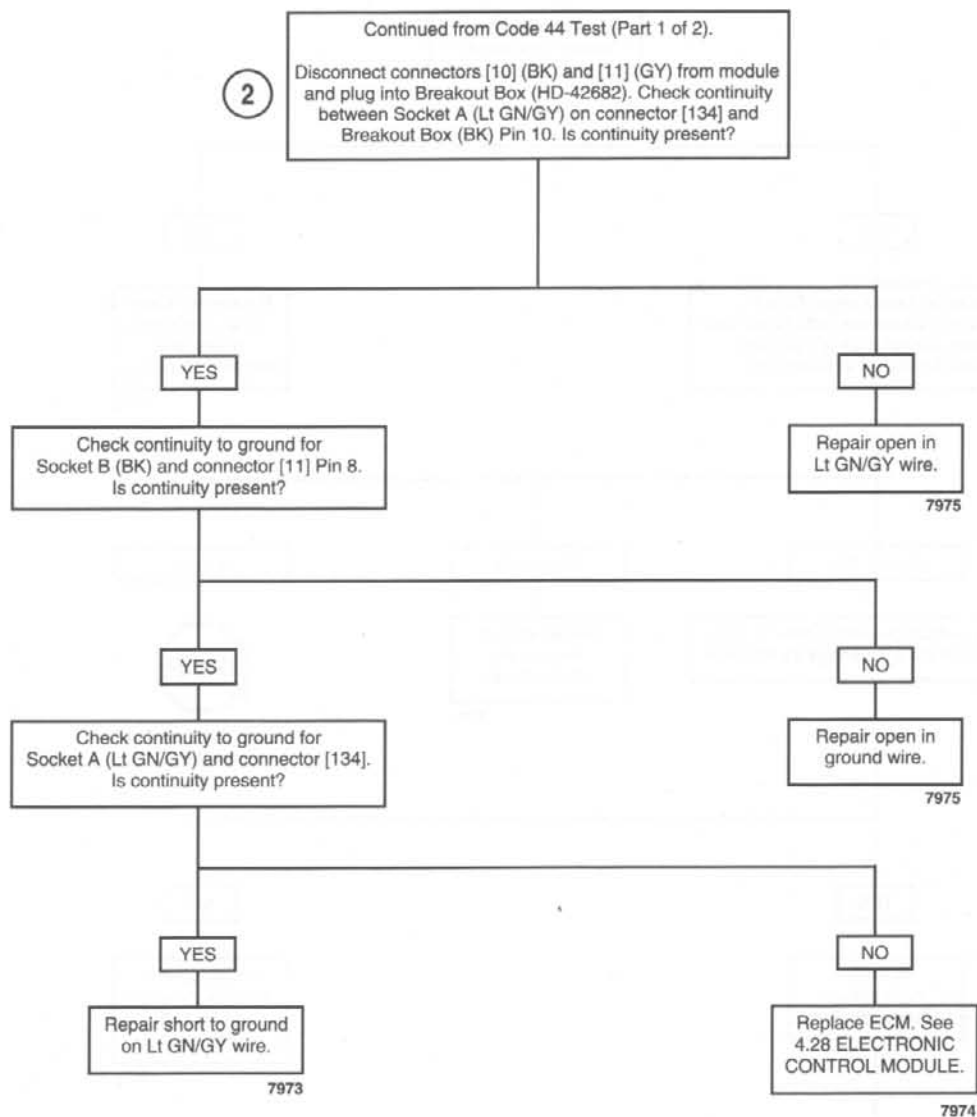 Continued from Code 44 Test (Part 1 of 2).
2
Disconnect connectors [10] (BK) and [11] (GY) from module
and plug into Breakout Box (HD-42682). Check continuity
between Socket A (Lt GN/GY) on connector [134] and
Breakout Box (BK) Pin 10. Is continuity present?
YES
NO
Check continuity to ground for
Socket B (BK) and connector [11] Pin 8.
Is continuity present?
Repair open in
Lt GN/GY wire.
7975
YES
NO
Check continuity to ground for
Socket A (Lt GN/GY) and connector [134].
Is continuity present?
Repair open in
ground wire.
7975
YES
NO
Repair short to ground
on Lt GN/GY wire.
7973
Replace ECM. See
4.28 ELECTRONIC
CONTROL MODULE.
7974